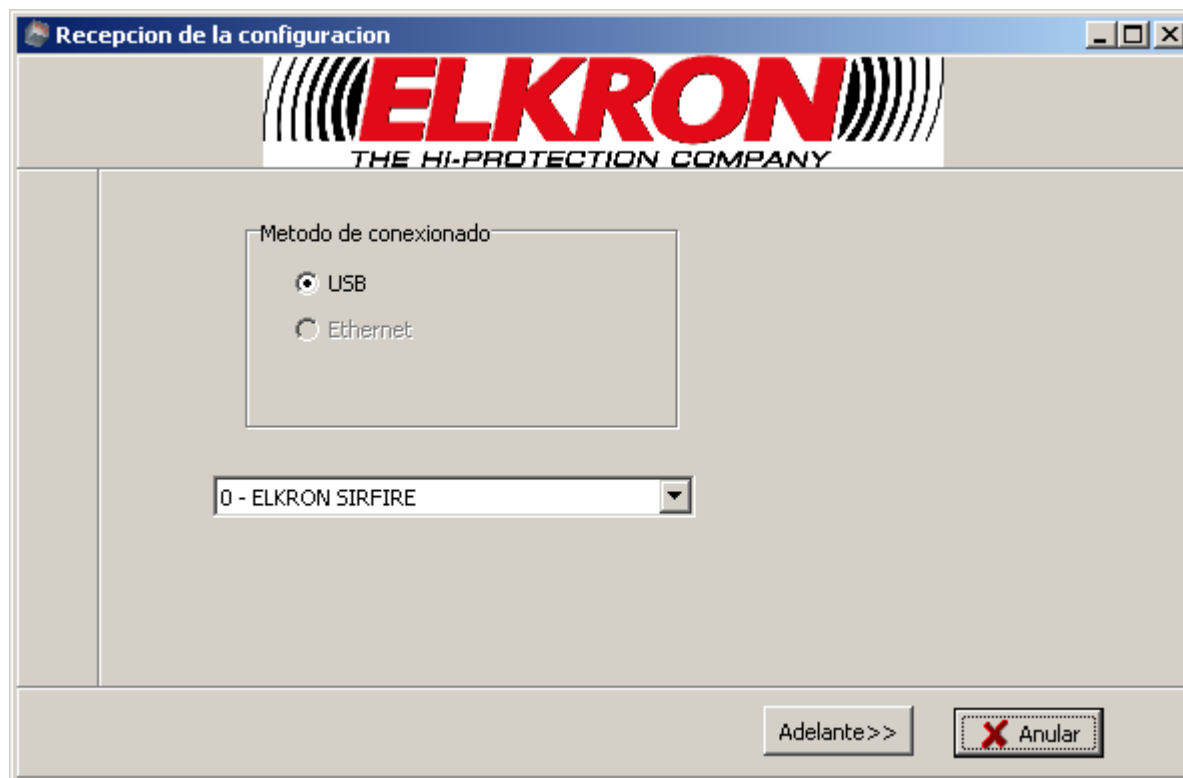 Recepcion de la configuracion
ELKRON
THE HI-PROTECTION COMPANY
Metodo de conexionado
USB
Ethernet
0 - ELKRON SIRFIRE
Adelante>>
Anular